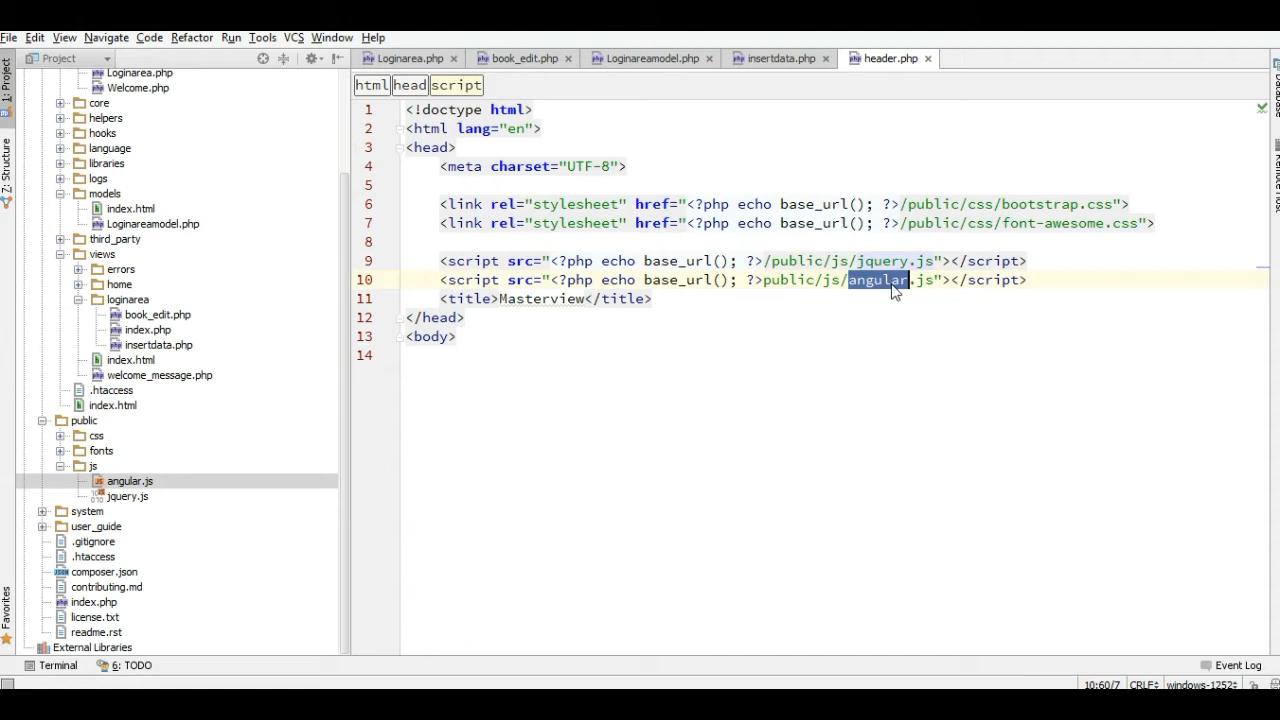 File Edit View Navigate Code Refactor Run Tools VCS Window Help
Project
Loginarea.php book_edit.php Loginareamodel.php insertdata.php header.php
html head script
1: Project
Z: Structure
Favorites
Loginarea.php
Welcome.php
core
helpers
hooks
language
libraries
logs
models
index.html
Loginareamodel.php
third_party
views
errors
home
loginarea
book_edit.php
index.php
insertdata.php
index.html
welcome_message.php
.htaccess
index.html
public
css
fonts
js
angular.js
jquery.js
system
user_guide
.gitignore
.htaccess
composer.json
contributing.md
index.php
license.txt
readme.rst
External Libraries
1 <!doctype html>
2 <html lang="en">
3 <head>
4 <meta charset="UTF-8">
5
6 <link rel="stylesheet" href="<?php echo base_url(); ?>/public/css/bootstrap.css">
7 <link rel="stylesheet" href="<?php echo base_url(); ?>/public/css/font-awesome.css">
8
9 <script src="<?php echo base_url(); ?>/public/js/jquery.js"></script>
10 <script src="<?php echo base_url(); ?>public/js/angular.js"></script>
11 <title>Masterview</title>
12 </head>
13 <body>
14
Terminal 6: TODO Event Log
10:60/7 CRLF windows-1252